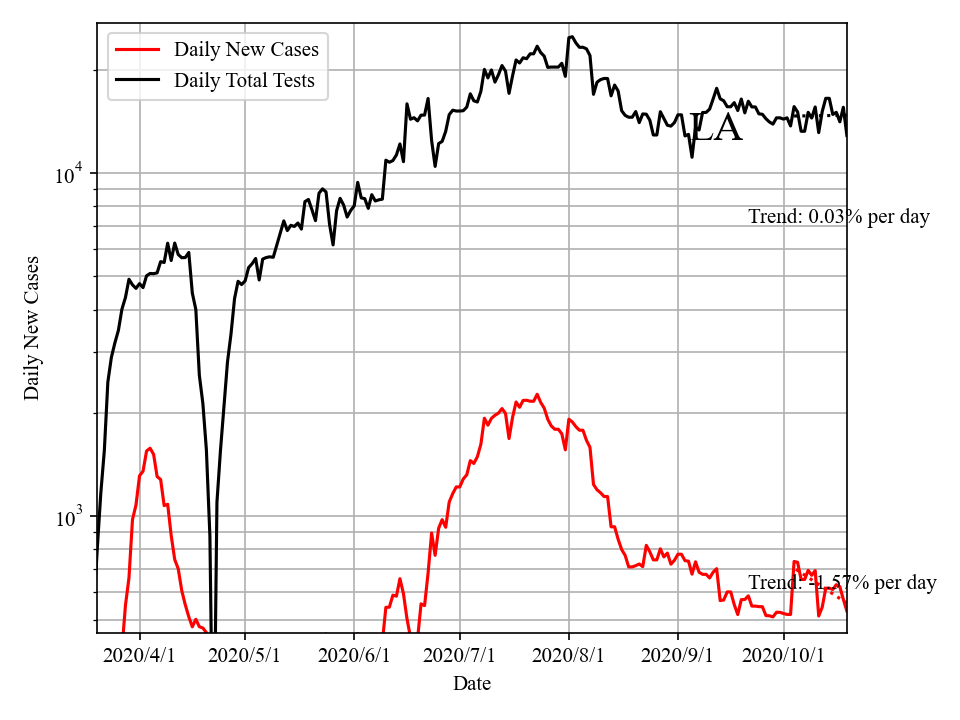 Daily New Cases
Daily Total Tests
LA
10^4
Trend: 0.03% per day
Daily New Cases
10^3
Trend: -1.57% per day
2020/4/1 2020/5/1 2020/6/1 2020/7/1 2020/8/1 2020/9/1 2020/10/1
Date